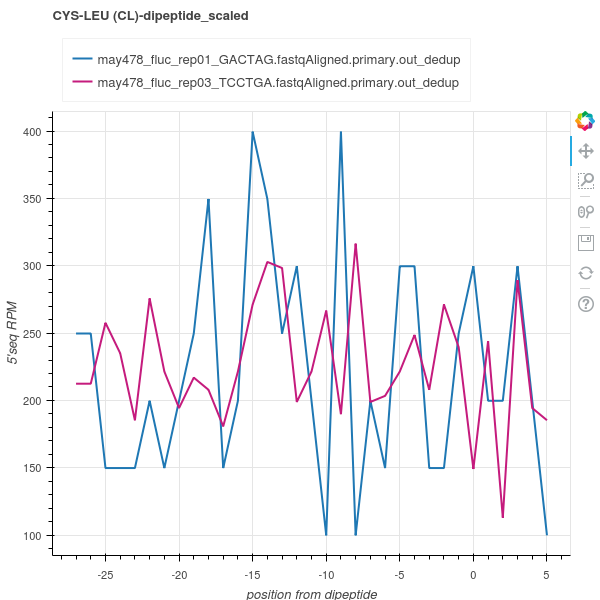 CYS-LEU (CL)-dipeptide_scaled
may478_fluc_rep01_GACTAG.fastqAligned.primary.out_dedup
may478_fluc_rep03_TCCTGA.fastqAligned.primary.out_dedup
400
350
300
250
200
150
100
5'seq RPM
-25 -20 -15 -10 -5 0 5
position from dipeptide